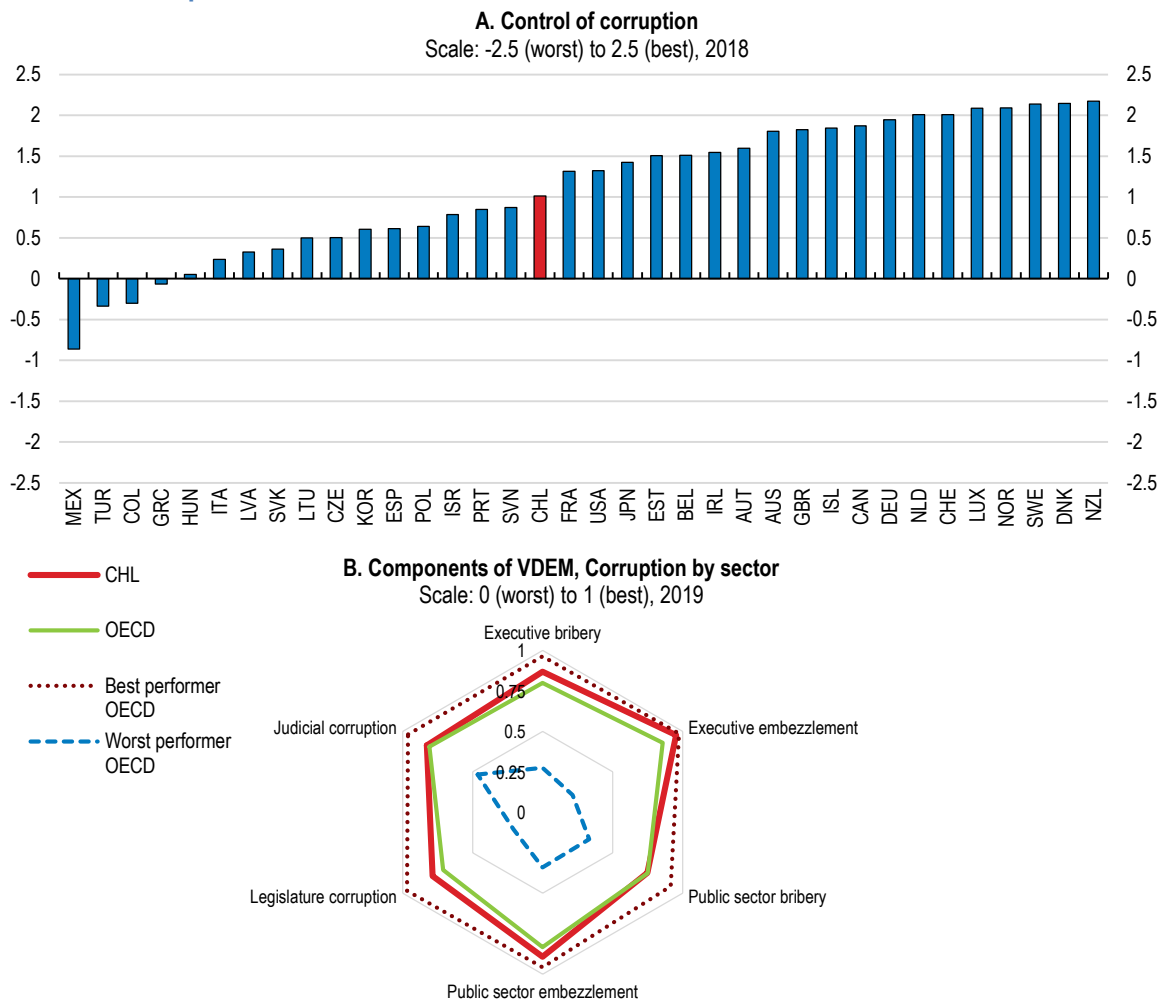 A. Control of corruption
Scale: -2.5 (worst) to 2.5 (best), 2018
2.5 2.5
2 2
1.5 1.5
1 1
0.5 0.5
0 0
-0.5 -0.5
-1 -1
-1.5 -1.5
-2 -2
-2.5 -2.5
MEX TUR COL GRC HUN ITA LVA SVK LTU CZE KOR ESP POL ISR PRT SVN CHL FRA USA JPN EST BEL IRL AUT AUS GBR ISL CAN DEU NLD CHE LUX NOR SWE DNK NZL
B. Components of VDEM, Corruption by sector
Scale: 0 (worst) to 1 (best), 2019
CHL
OECD
Best performer
OECD
Worst performer
OECD
Executive bribery
1
0.75
0.5
0.25
0
Executive embezzlement
Public sector bribery
Public sector embezzlement
Legislature corruption
Judicial corruption